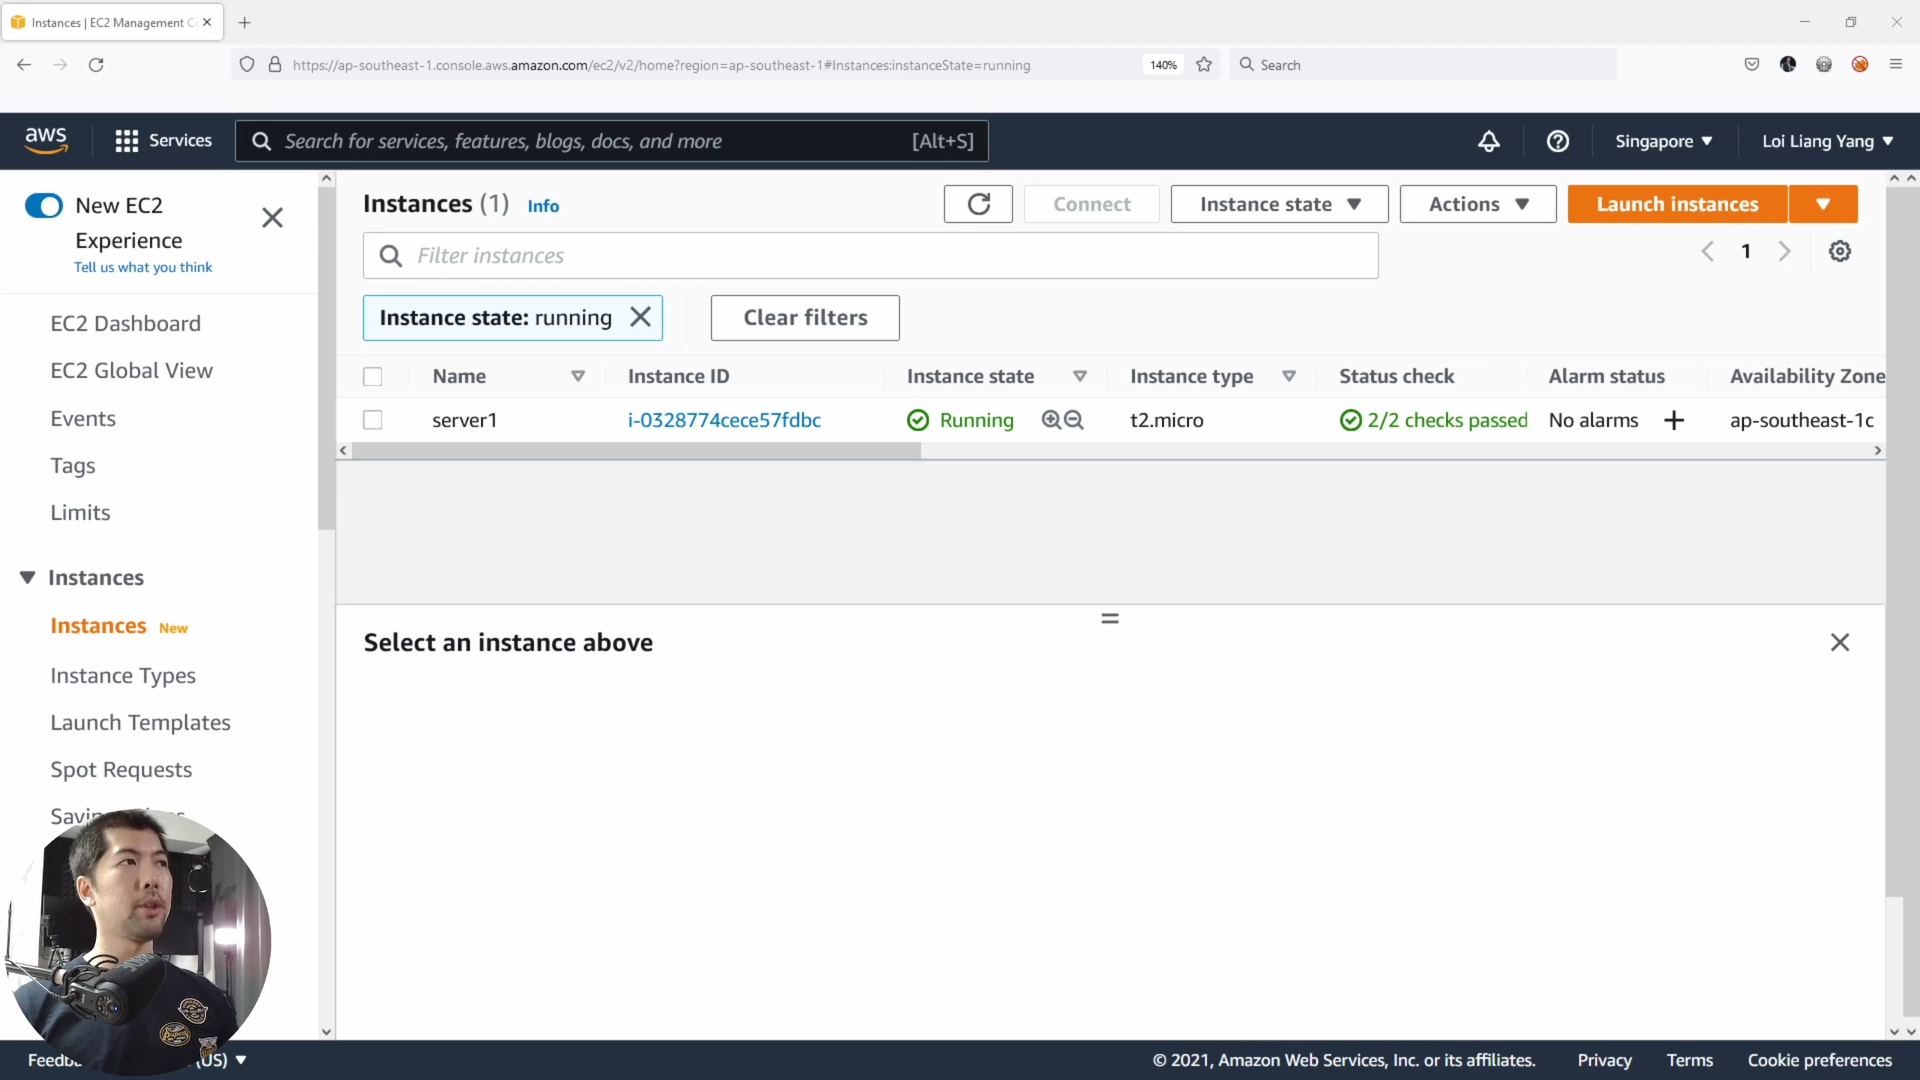 Instances | EC2 Management C
https://ap-southeast-1.console.aws.amazon.com/ec2/v2/home?region=ap-southeast-1#Instances:instanceState=running
140%
Search
aws
Services
Search for services, features, blogs, docs, and more
[Alt+S]
Singapore
Loi Liang Yang
New EC2
Experience
Tell us what you think
EC2 Dashboard
EC2 Global View
Events
Tags
Limits
Instances
Instances New
Instance Types
Launch Templates
Spot Requests
Instances (1) Info
Connect
Instance state
Actions
Launch instances
Filter instances
1
Instance state: running
Clear filters
Name Instance ID Instance state Instance type Status check Alarm status Availability Zone
server1 i-0328774cece57fdbc Running t2.micro 2/2 checks passed No alarms ap-southeast-1c
Select an instance above
(US)
© 2021, Amazon Web Services, Inc. or its affiliates. Privacy Terms Cookie preferences